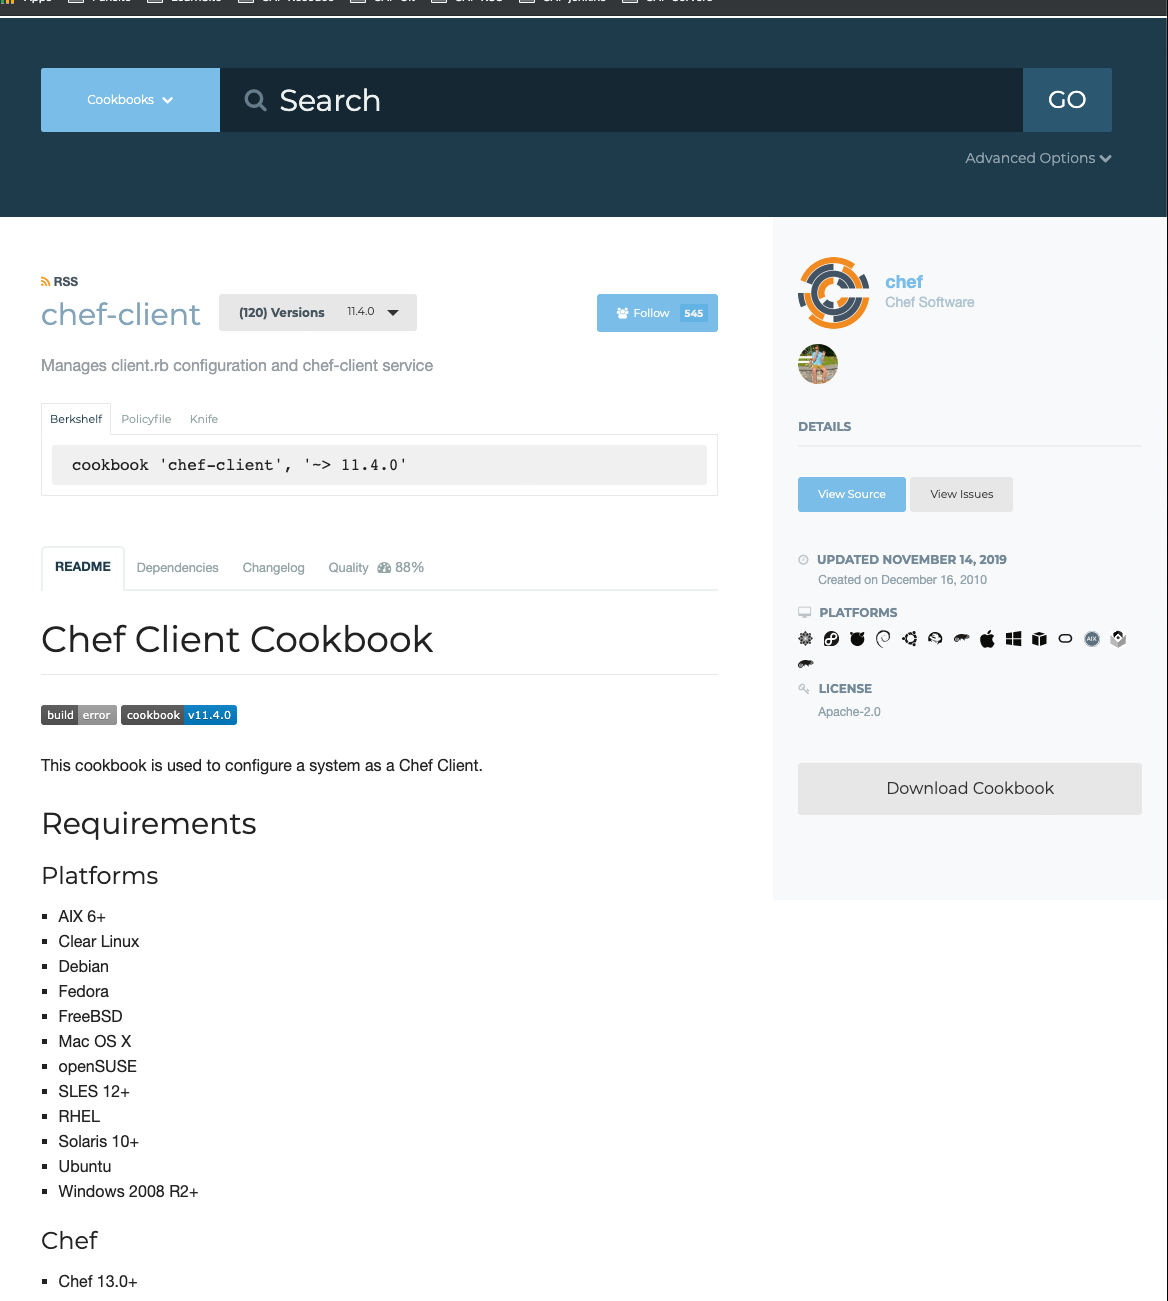 Cookbooks
Search
GO
Advanced Options
RSS
chef-client
(120) Versions 11.4.0
Follow 545
Manages client.rb configuration and chef-client service
Berkshelf Policyfile Knife
cookbook 'chef-client', '~> 11.4.0'
README Dependencies Changelog Quality 88%
Chef Client Cookbook
build error cookbook v11.4.0
This cookbook is used to configure a system as a Chef Client.
Requirements
Platforms
AIX 6+
Clear Linux
Debian
Fedora
FreeBSD
Mac OS X
openSUSE
SLES 12+
RHEL
Solaris 10+
Ubuntu
Windows 2008 R2+
Chef
Chef 13.0+
chef
Chef Software
DETAILS
View Source View Issues
UPDATED NOVEMBER 14, 2019
Created on December 16, 2010
PLATFORMS
AIX
LICENSE
Apache-2.0
Download Cookbook